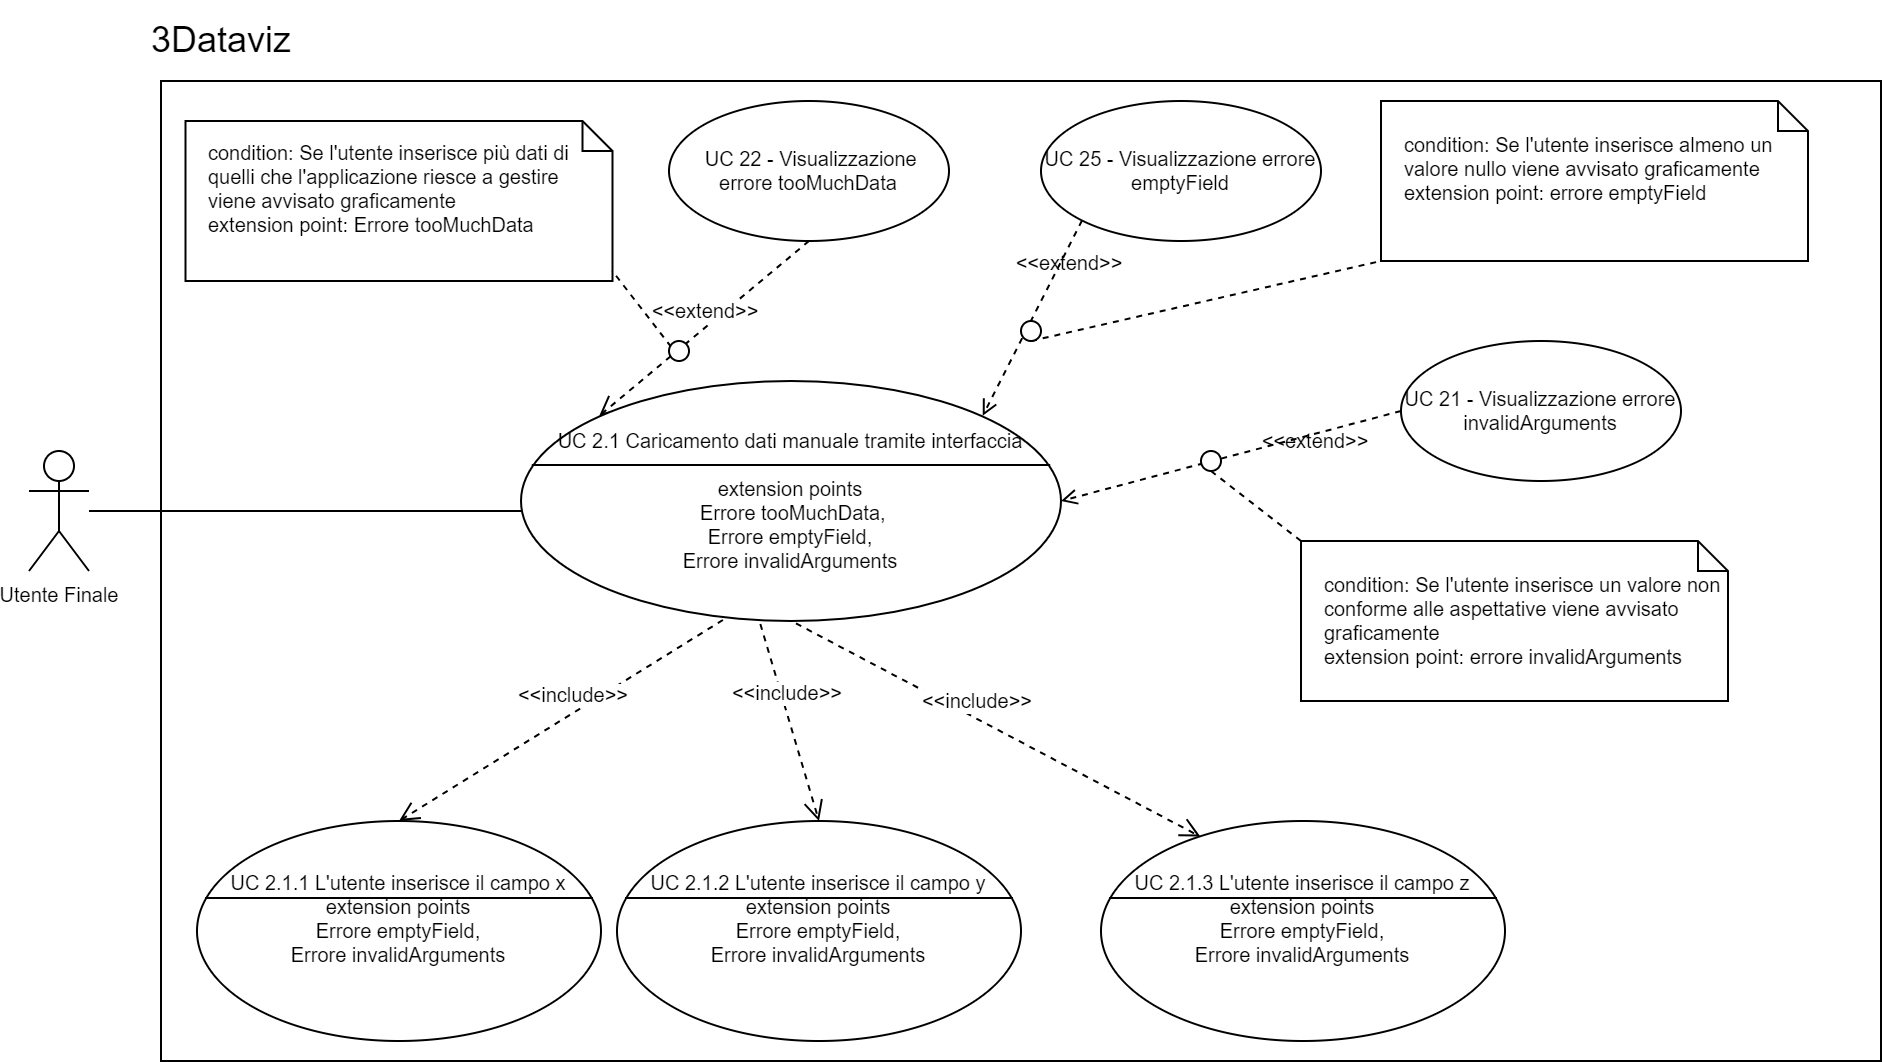 3Dataviz
condition: Se l'utente inserisce più dati di
quelli che l'applicazione riesce a gestire
viene avvisato graficamente
extension point: Errore tooMuchData
UC 22 - Visualizzazione
errore tooMuchData
UC 25 - Visualizzazione errore
emptyField
condition: Se l'utente inserisce almeno un
valore nullo viene avvisato graficamente
extension point: errore emptyField
<<extend>>
<<extend>>
UC 21 - Visualizzazione errore
invalidArguments
<<extend>>
UC 2.1 Caricamento dati manuale tramite interfaccia
extension points
Errore tooMuchData,
Errore emptyField,
Errore invalidArguments
Utente Finale
condition: Se l'utente inserisce un valore non
conforme alle aspettative viene avvisato
graficamente
extension point: errore invalidArguments
<<include>>
<<include>>
<<include>>
UC 2.1.1 L'utente inserisce il campo x
extension points
Errore emptyField,
Errore invalidArguments
UC 2.1.2 L'utente inserisce il campo y
extension points
Errore emptyField,
Errore invalidArguments
UC 2.1.3 L'utente inserisce il campo z
extension points
Errore emptyField,
Errore invalidArguments